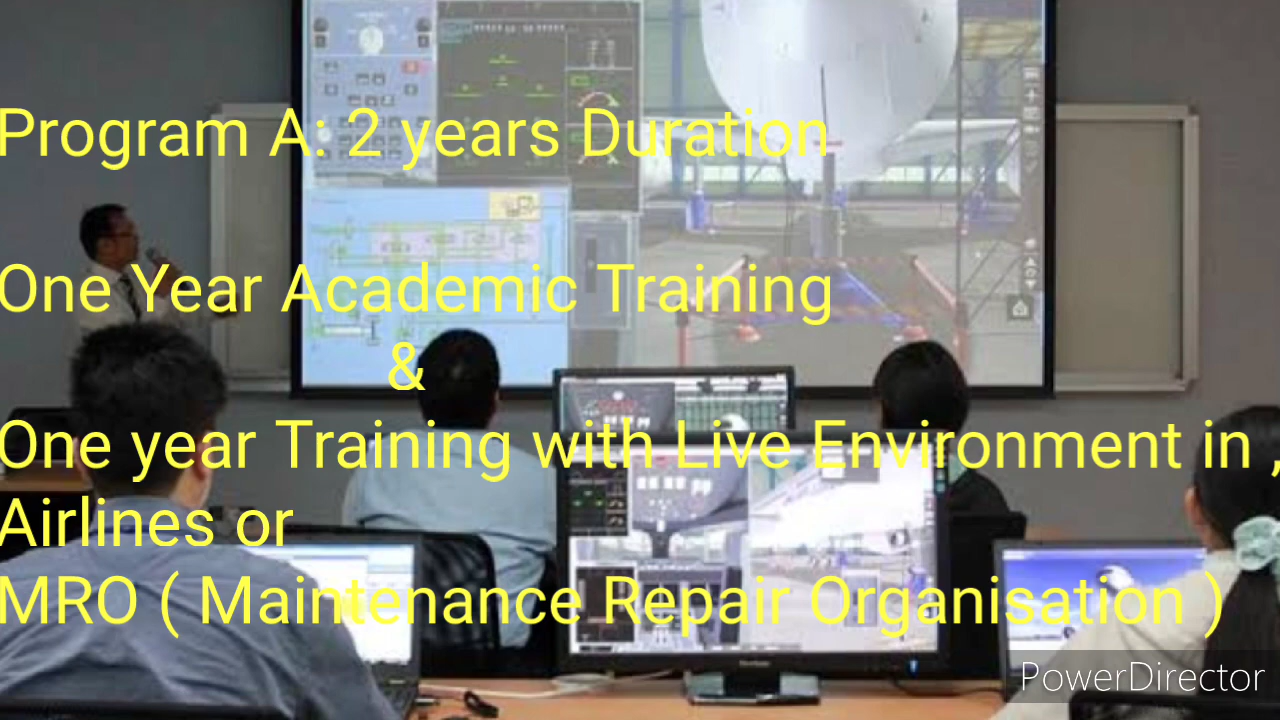 Program A: 2 years Duration
One Year Academic Training
&
One year Training with Live Environment in ,
Airlines or
MRO ( Maintenance Repair Organisation )
PowerDirector